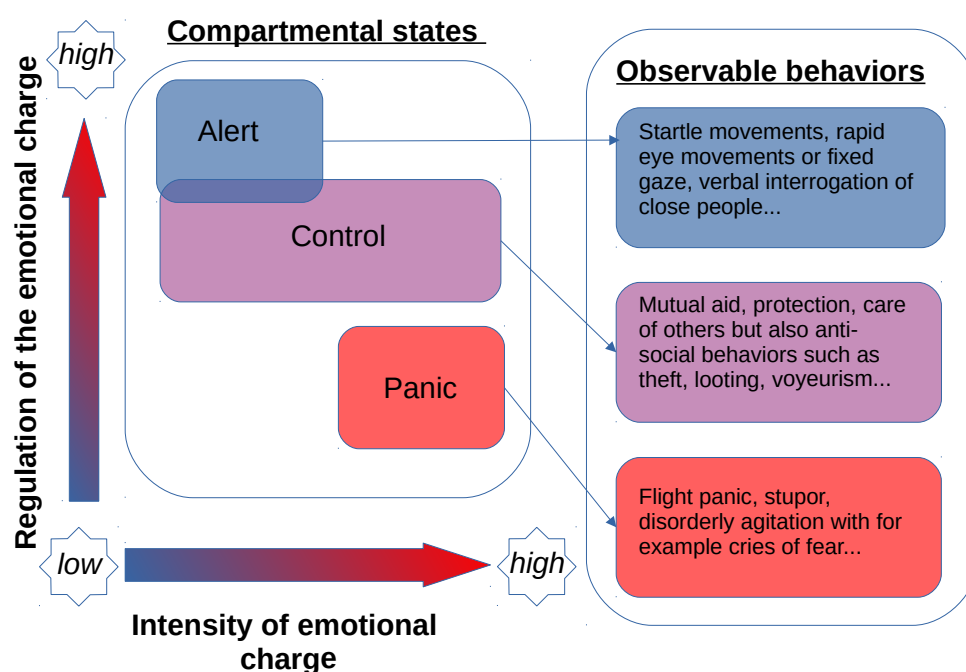 Compartmental states
high
Regulation of the emotional charge
Alert
Control
Panic
low
high
Intensity of emotional
charge
Observable behaviors
Startle movements, rapid
eye movements or fixed
gaze, verbal interrogation of
close people...
Mutual aid, protection, care
of others but also anti-
social behaviors such as
theft, looting, voyeurism...
Flight panic, stupor,
disorderly agitation with for
example cries of fear...